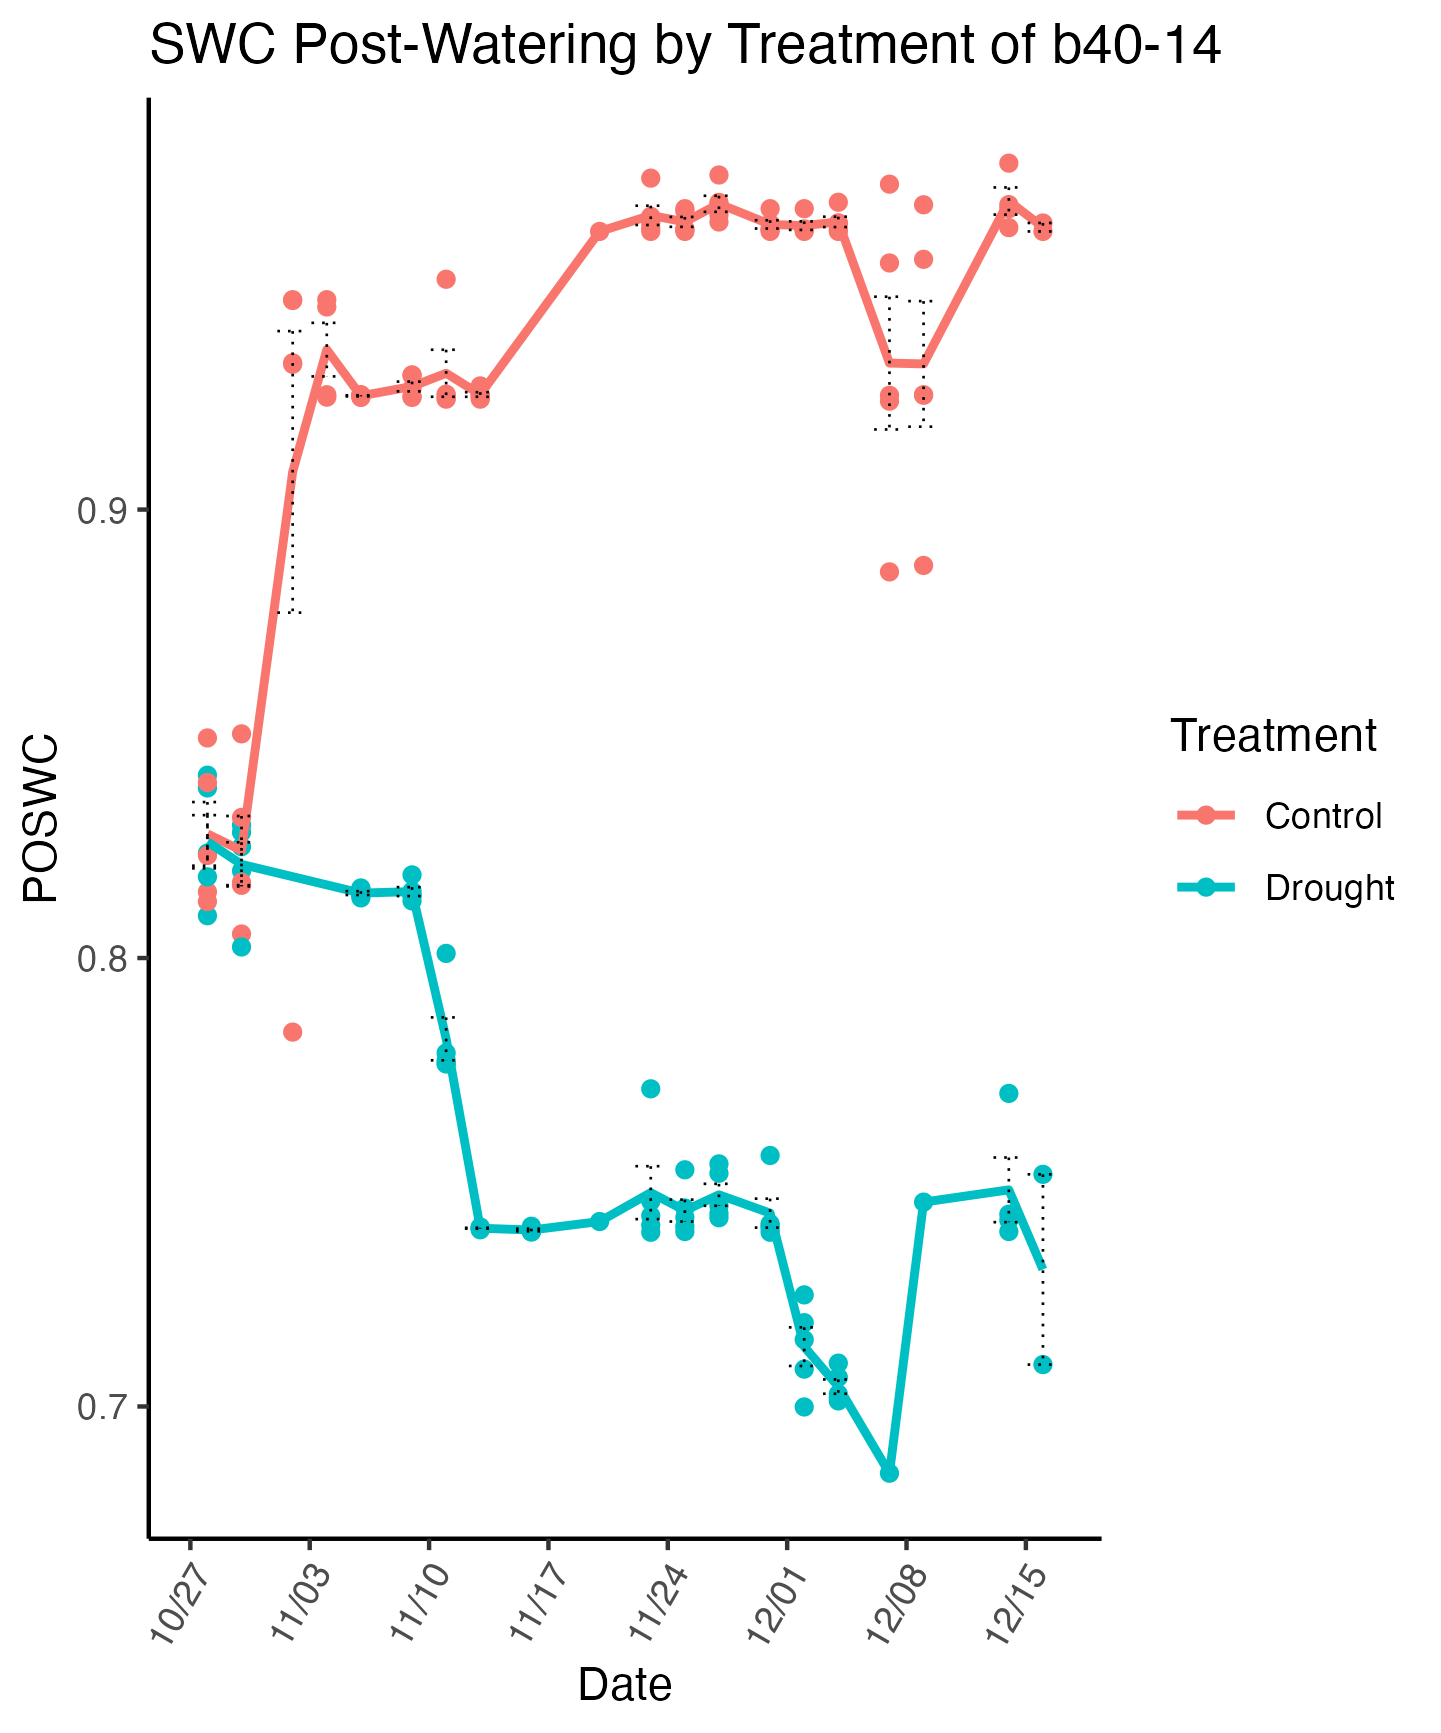 SWC Post-Watering by Treatment of b40-14
POSWC
0.9
0.8
0.7
10/27
11/03
11/10
11/17
11/24
12/01
12/08
12/15
Date
Treatment
Control
Drought